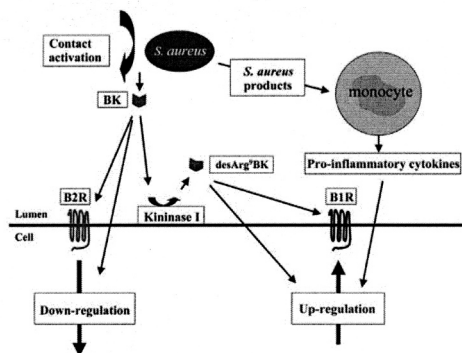 Contact
activation
S. aureus
BK
S. aureus
products
monocyte
desArg⁹BK
Pro-inflammatory cytokines
B2R
B1R
Lumen
Kininase I
Cell
Down-regulation
Up-regulation